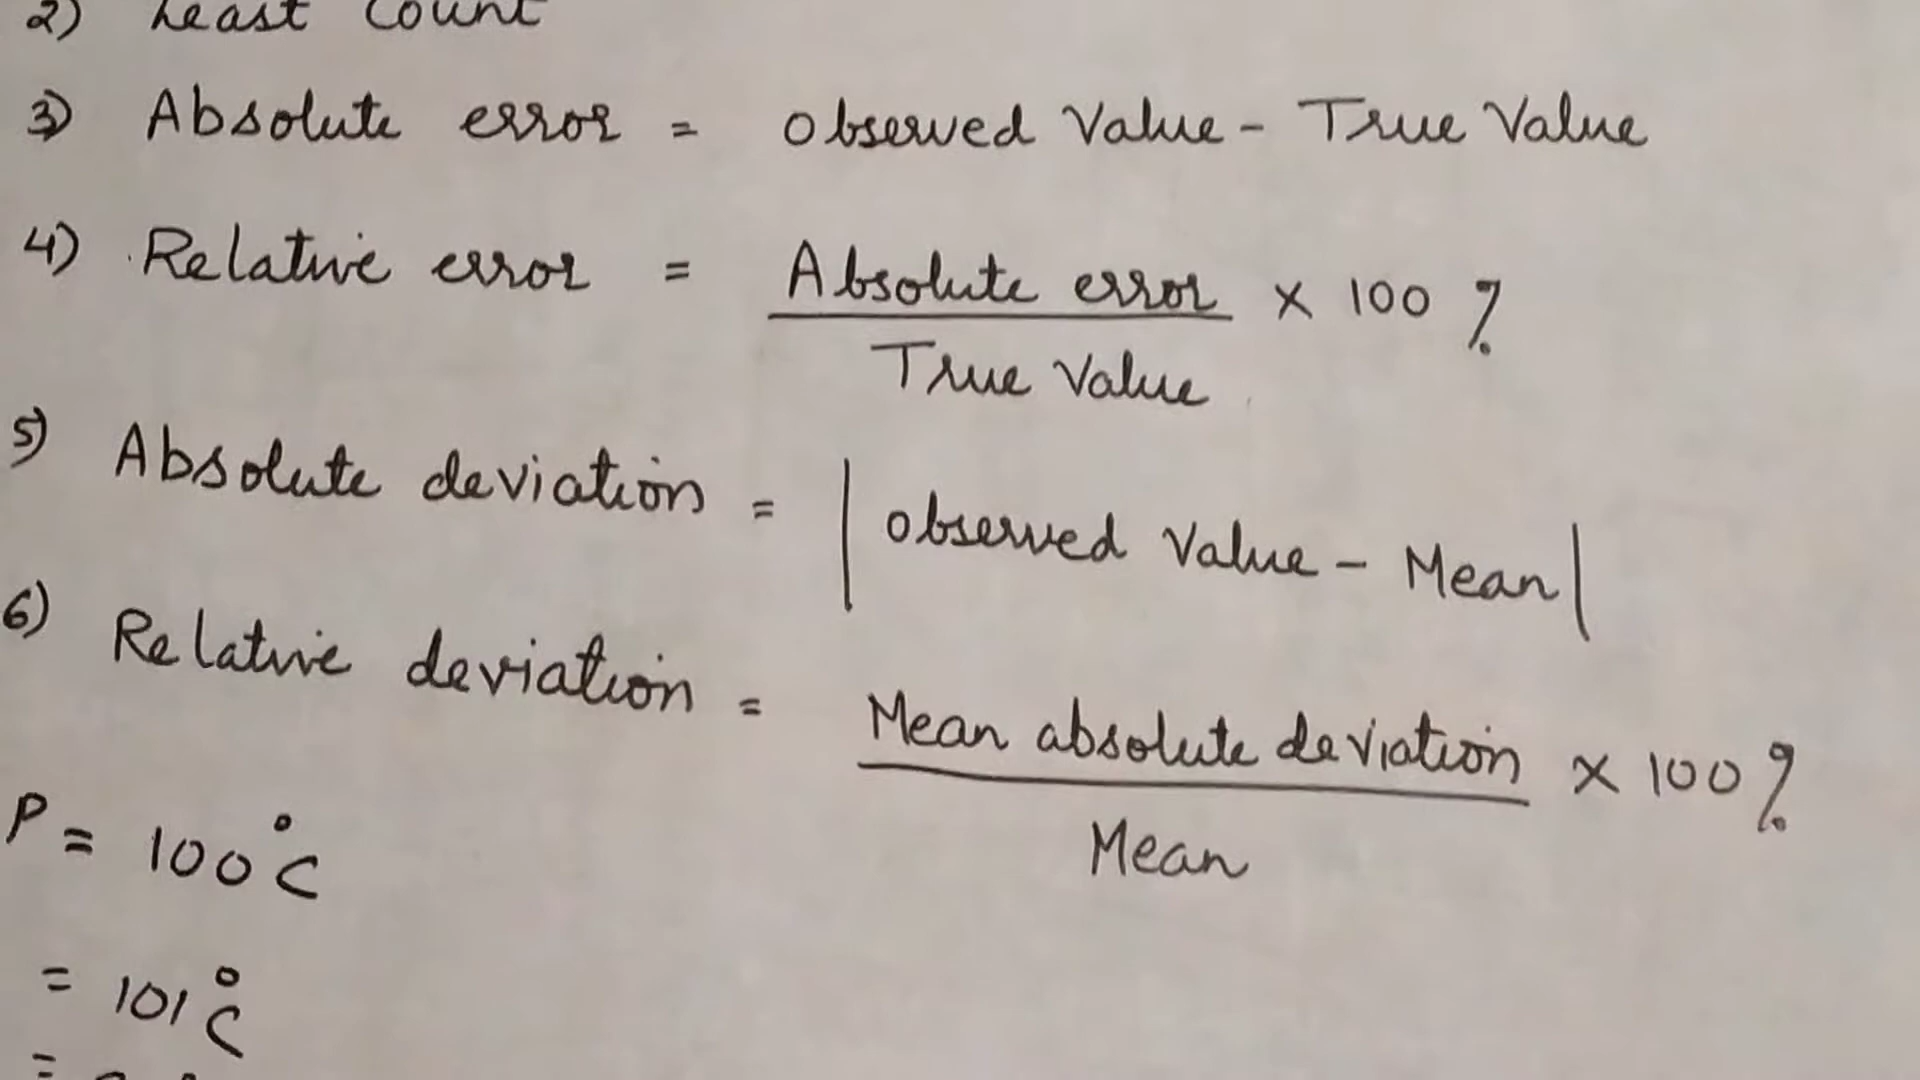 2) Least Count
3) Absolute error = Observed Value - True Value
4) Relative error = Absolute error × 100 %
True Value
5) Absolute deviation = | Observed Value - Mean |
6) Relative deviation = Mean absolute deviation × 100 %
Mean
P = 100°C
= 101°C
=